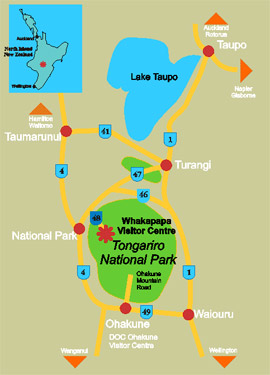 Auckland
North Island
New Zealand
Wellington
Auckland
Rotorua
Taupo
Lake Taupo
Napier
Gisborne
Hamilton
Waitomo
Taumarunui
41
1
Turangi
47
4
46
48
Whakapapa
Visitor Centre
National Park
Tongariro
National Park
4
Ohakune
Mountain
Road
1
49
Waiouru
Ohakune
DOC Ohakune
Visitor Centre
Wanganui
Wellington